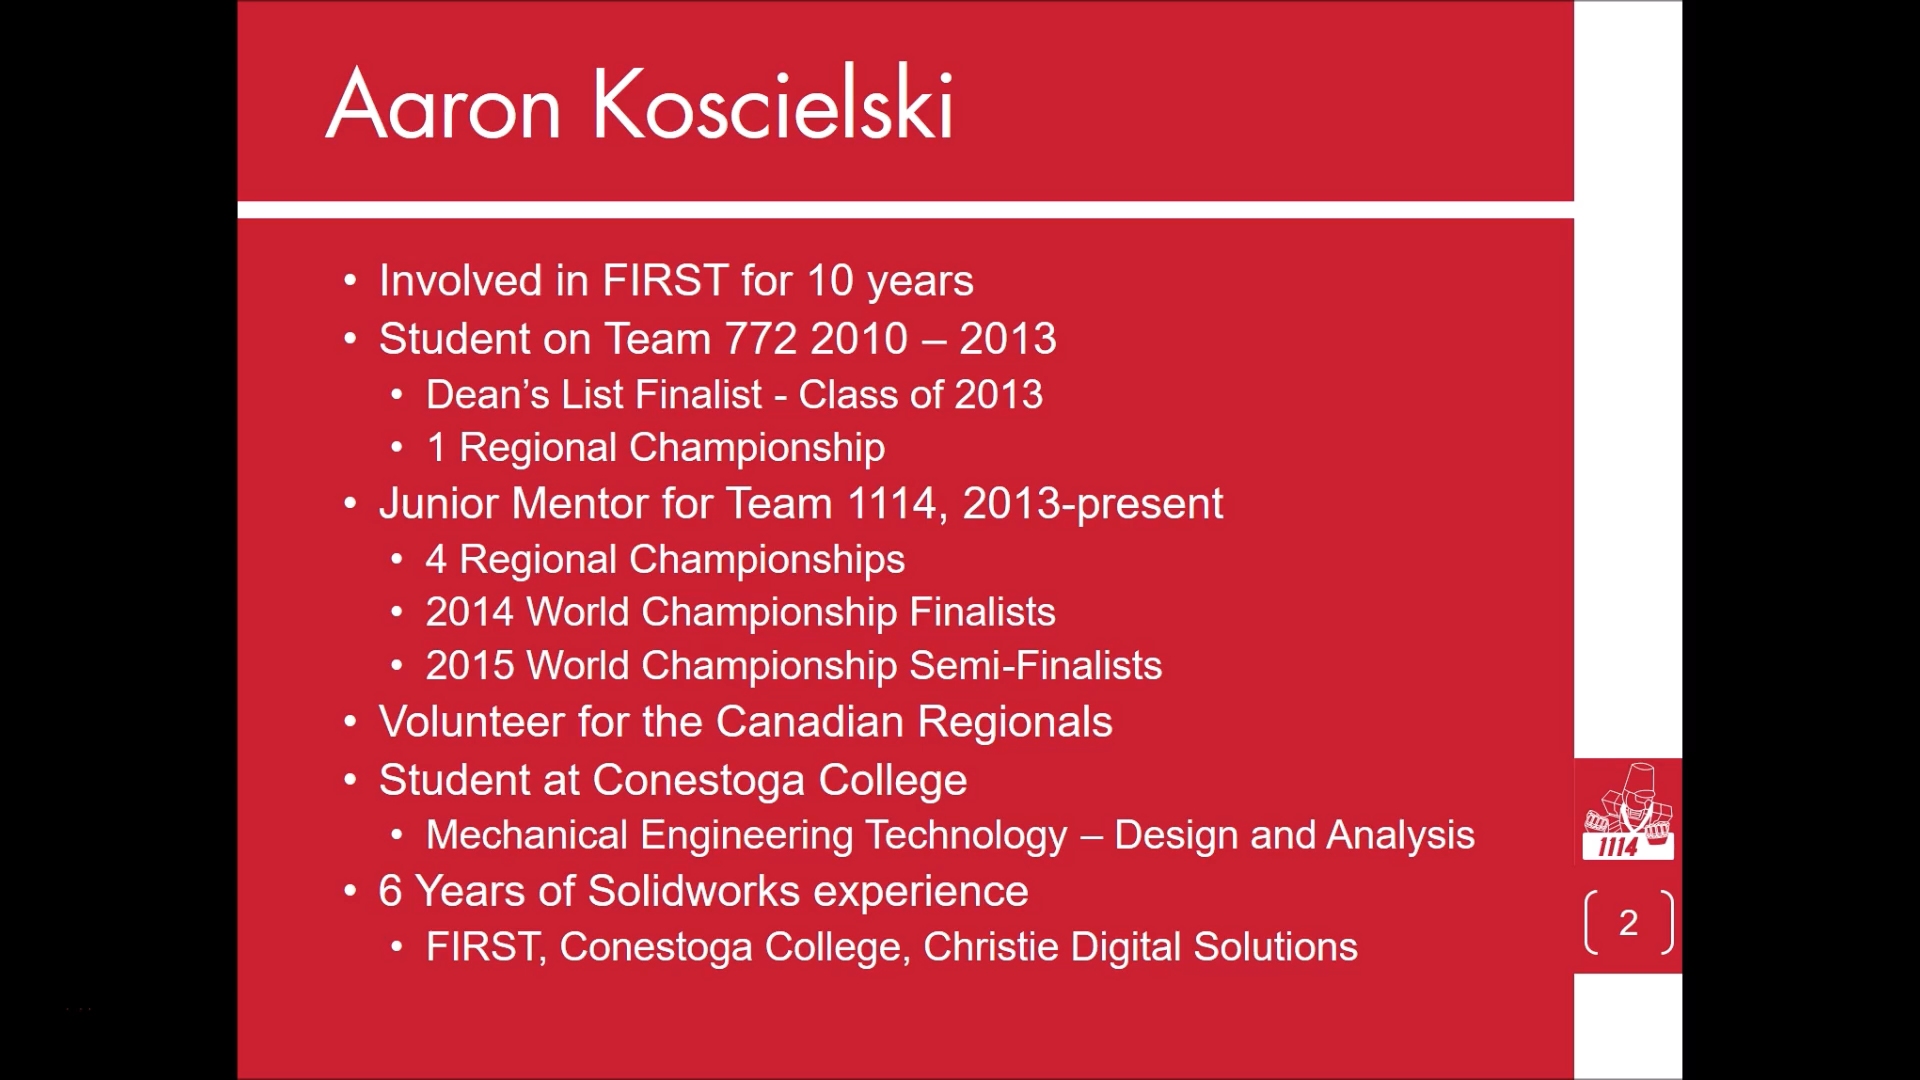 Aaron Koscielski
• Involved in FIRST for 10 years
• Student on Team 772 2010 – 2013
• Dean’s List Finalist - Class of 2013
• 1 Regional Championship
• Junior Mentor for Team 1114, 2013-present
• 4 Regional Championships
• 2014 World Championship Finalists
• 2015 World Championship Semi-Finalists
• Volunteer for the Canadian Regionals
• Student at Conestoga College
• Mechanical Engineering Technology – Design and Analysis
• 6 Years of Solidworks experience
• FIRST, Conestoga College, Christie Digital Solutions
1114
2